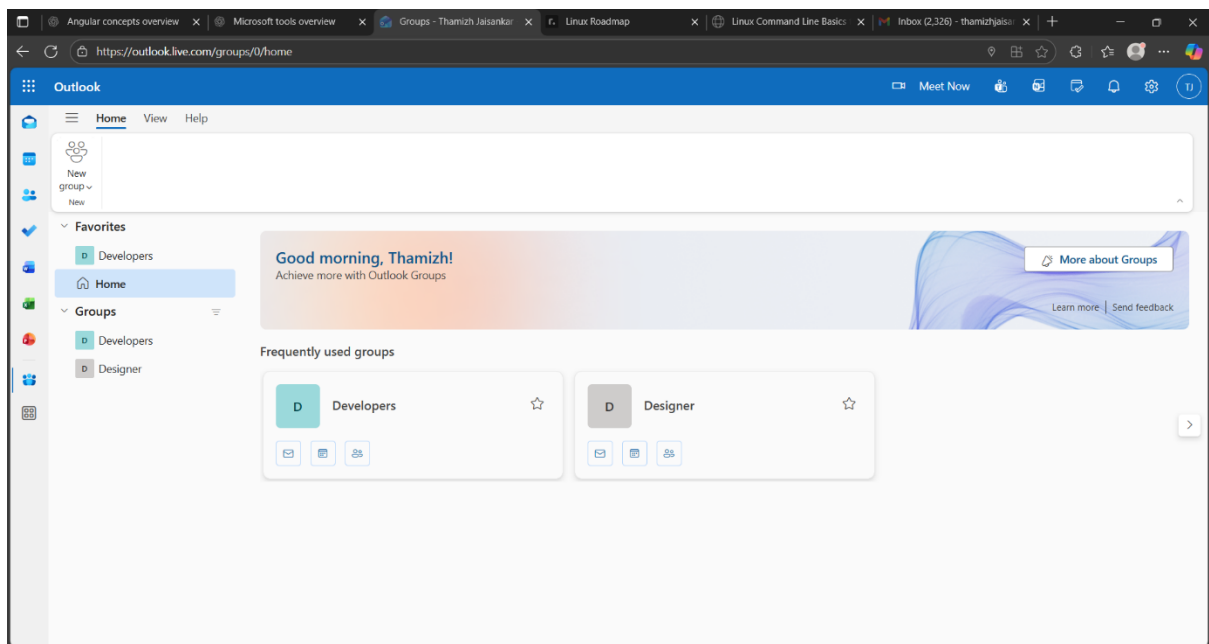 Angular concepts overview
Microsoft tools overview
Groups - Thamizh Jaisankar
r.
Linux Roadmap
Linux Command Line Basics
Inbox (2,326) - thamizhjaisa
https://outlook.live.com/groups/0/home
Outlook
Meet Now
TJ
Home View Help
New
group
New
Favorites
D Developers
Home
Groups
D Developers
D Designer
Good morning, Thamizh!
Achieve more with Outlook Groups
More about Groups
Learn more | Send feedback
Frequently used groups
D Developers
D Designer